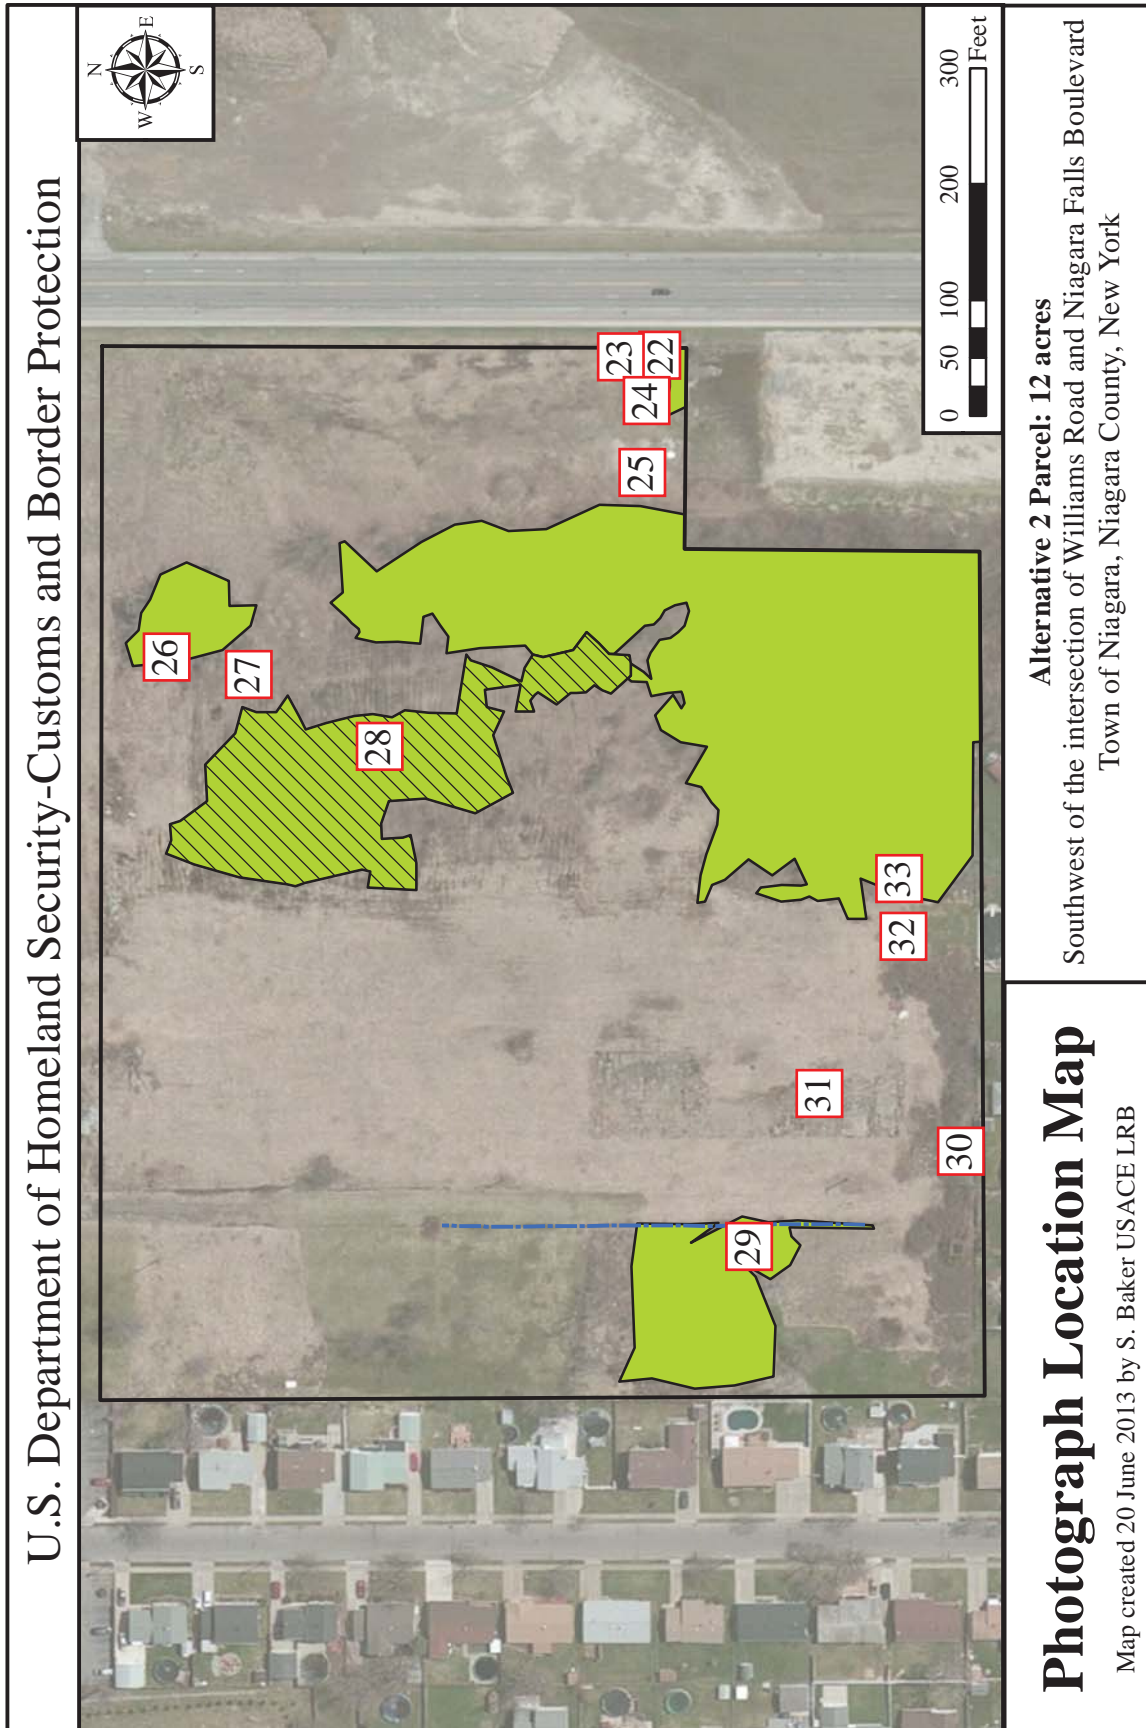 U.S. Department of Homeland Security-Customs and Border Protection
N
E
S
W
26
27
28
23
22
24
25
29
30
31
32
33
0 50 100 200 300
Feet
Photograph Location Map
Map created 20 June 2013 by S. Baker USACE LRB
Alternative 2 Parcel: 12 acres
Southwest of the intersection of Williams Road and Niagara Falls Boulevard
Town of Niagara, Niagara County, New York